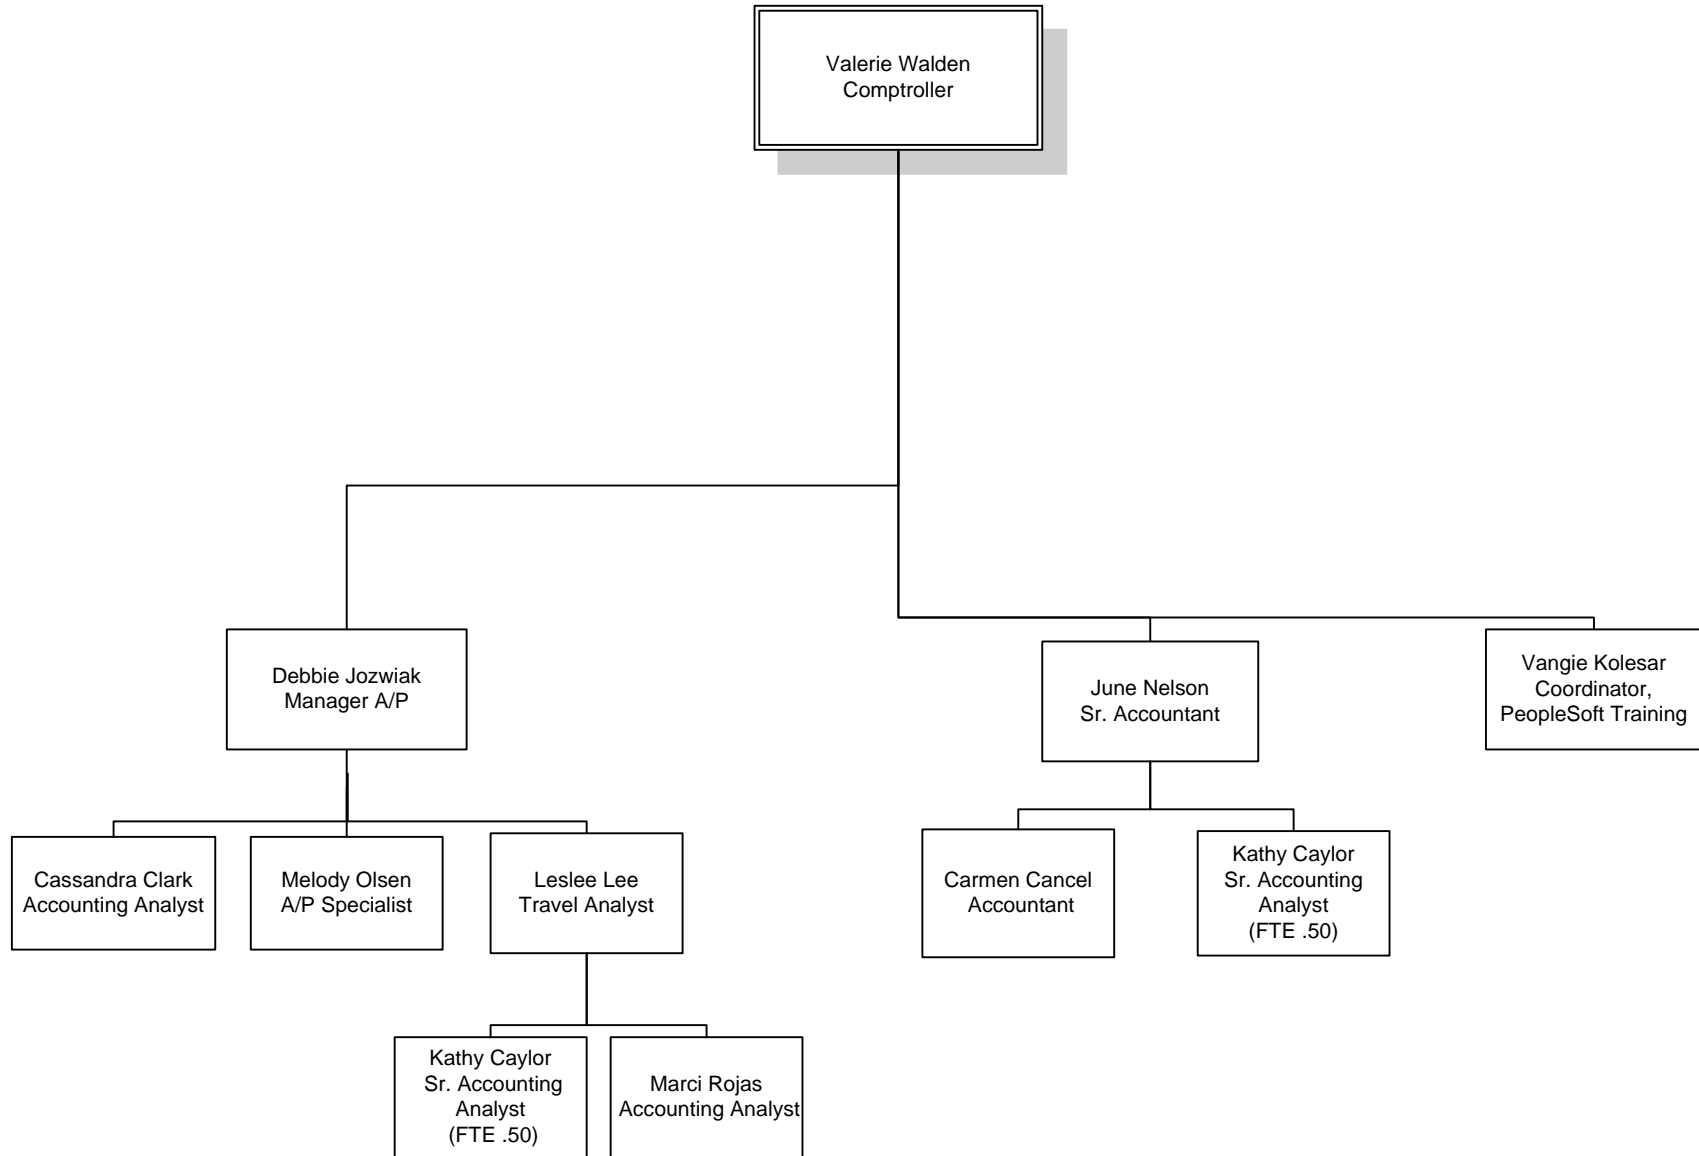 Valerie Walden
Comptroller
Debbie Jozwiak
Manager A/P
June Nelson
Sr. Accountant
Vangie Kolesar
Coordinator,
PeopleSoft Training
Cassandra Clark
Accounting Analyst
Melody Olsen
A/P Specialist
Leslee Lee
Travel Analyst
Carmen Cancel
Accountant
Kathy Caylor
Sr. Accounting
Analyst
(FTE .50)
Kathy Caylor
Sr. Accounting
Analyst
(FTE .50)
Marci Rojas
Accounting Analyst